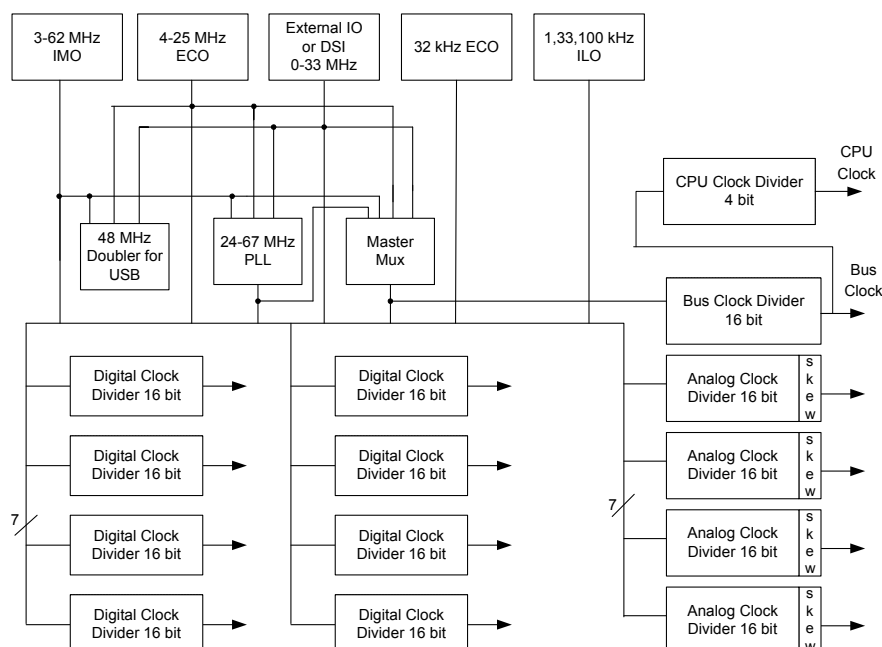 3-62 MHz
IMO
4-25 MHz
ECO
External IO
or DSI
0-33 MHz
32 kHz ECO
1,33,100 kHz
ILO
CPU
Clock
CPU Clock Divider
4 bit
48 MHz
Doubler for
USB
24-67 MHz
PLL
Master
Mux
Bus
Clock
Bus Clock Divider
16 bit
Digital Clock
Divider 16 bit
Digital Clock
Divider 16 bit
Analog Clock
Divider 16 bit
s
k
e
w
Digital Clock
Divider 16 bit
Digital Clock
Divider 16 bit
Analog Clock
Divider 16 bit
s
k
e
w
7
7
Digital Clock
Divider 16 bit
Digital Clock
Divider 16 bit
Analog Clock
Divider 16 bit
s
k
e
w
Digital Clock
Divider 16 bit
Digital Clock
Divider 16 bit
Analog Clock
Divider 16 bit
s
k
e
w